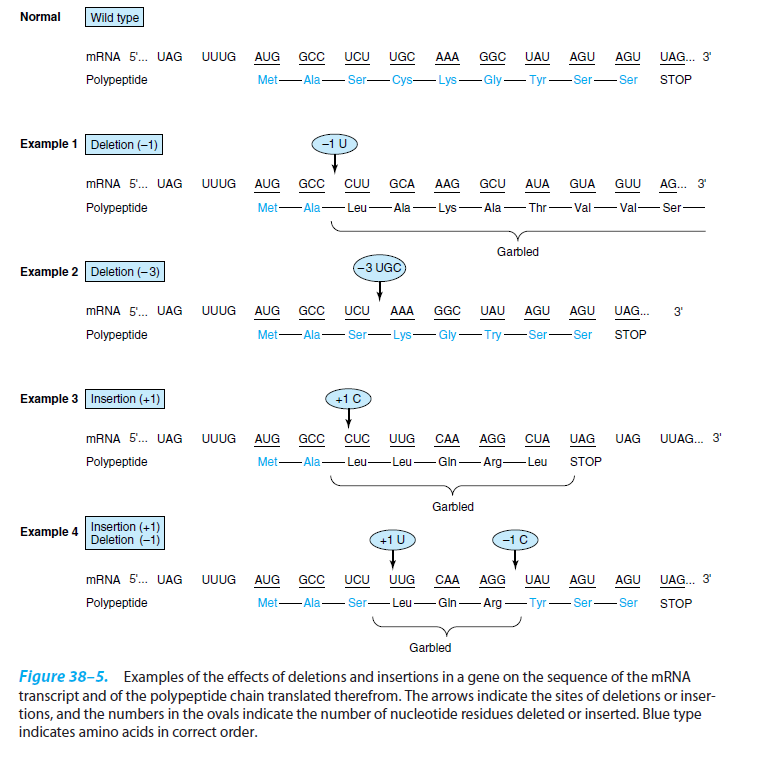 Normal Wild type
mRNA 5'... UAG UUUG AUG GCC UCU UGC AAA GGC UAU AGU AGU UAG... 3'
Polypeptide Met—Ala—Ser—Cys—Lys—Gly—Tyr—Ser—Ser STOP
Example 1 Deletion (–1) –1 U
mRNA 5'... UAG UUUG AUG GCC CUU GCA AAG GCU AUA GUA GUU AG... 3'
Polypeptide Met—Ala—Leu—Ala—Lys—Ala—Thr—Val—Val—Ser—
Garbled
Example 2 Deletion (–3) –3 UGC
mRNA 5'... UAG UUUG AUG GCC UCU AAA GGC UAU AGU AGU UAG... 3'
Polypeptide Met—Ala—Ser—Lys—Gly—Try—Ser—Ser STOP
Example 3 Insertion (+1) +1 C
mRNA 5'... UAG UUUG AUG GCC CUC UUG CAA AGG CUA UAG UAG UUAG... 3'
Polypeptide Met—Ala—Leu—Leu—Gln—Arg—Leu STOP
Garbled
Example 4 Insertion (+1)
Deletion (–1) +1 U –1 C
mRNA 5'... UAG UUUG AUG GCC UCU UUG CAA AGG UAU AGU AGU UAG... 3'
Polypeptide Met—Ala—Ser—Leu—Gln—Arg—Tyr—Ser—Ser STOP
Garbled
Figure 38–5. Examples of the effects of deletions and insertions in a gene on the sequence of the mRNA
transcript and of the polypeptide chain translated therefrom. The arrows indicate the sites of deletions or inser-
tions, and the numbers in the ovals indicate the number of nucleotide residues deleted or inserted. Blue type
indicates amino acids in correct order.